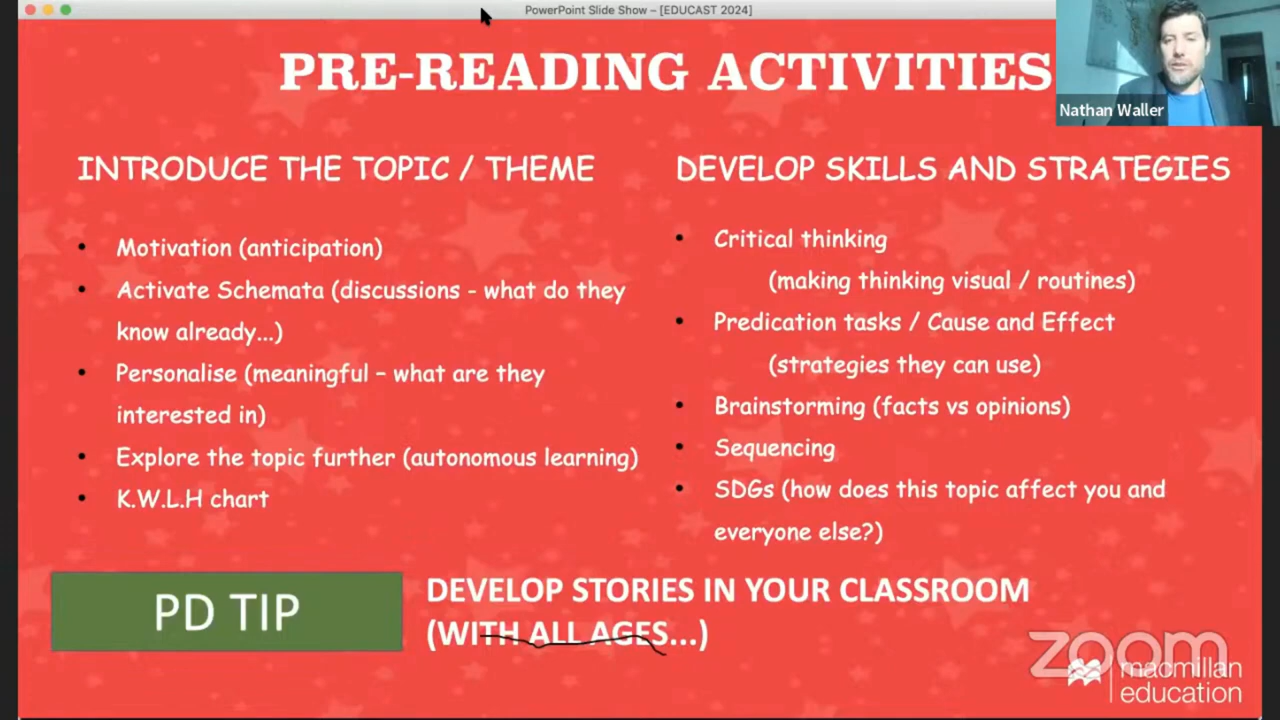 PowerPoint Slide Show – [EDUCAST 2024]
PRE-READING ACTIVITIES
Nathan Waller
INTRODUCE THE TOPIC / THEME
• Motivation (anticipation)
• Activate Schemata (discussions - what do they
know already...)
• Personalise (meaningful – what are they
interested in)
• Explore the topic further (autonomous learning)
• K.W.L.H chart
DEVELOP SKILLS AND STRATEGIES
• Critical thinking
(making thinking visual / routines)
• Predication tasks / Cause and Effect
(strategies they can use)
• Brainstorming (facts vs opinions)
• Sequencing
• SDGs (how does this topic affect you and
everyone else?)
PD TIP
DEVELOP STORIES IN YOUR CLASSROOM
(WITH ALL AGES...)
zoom
macmillan
education